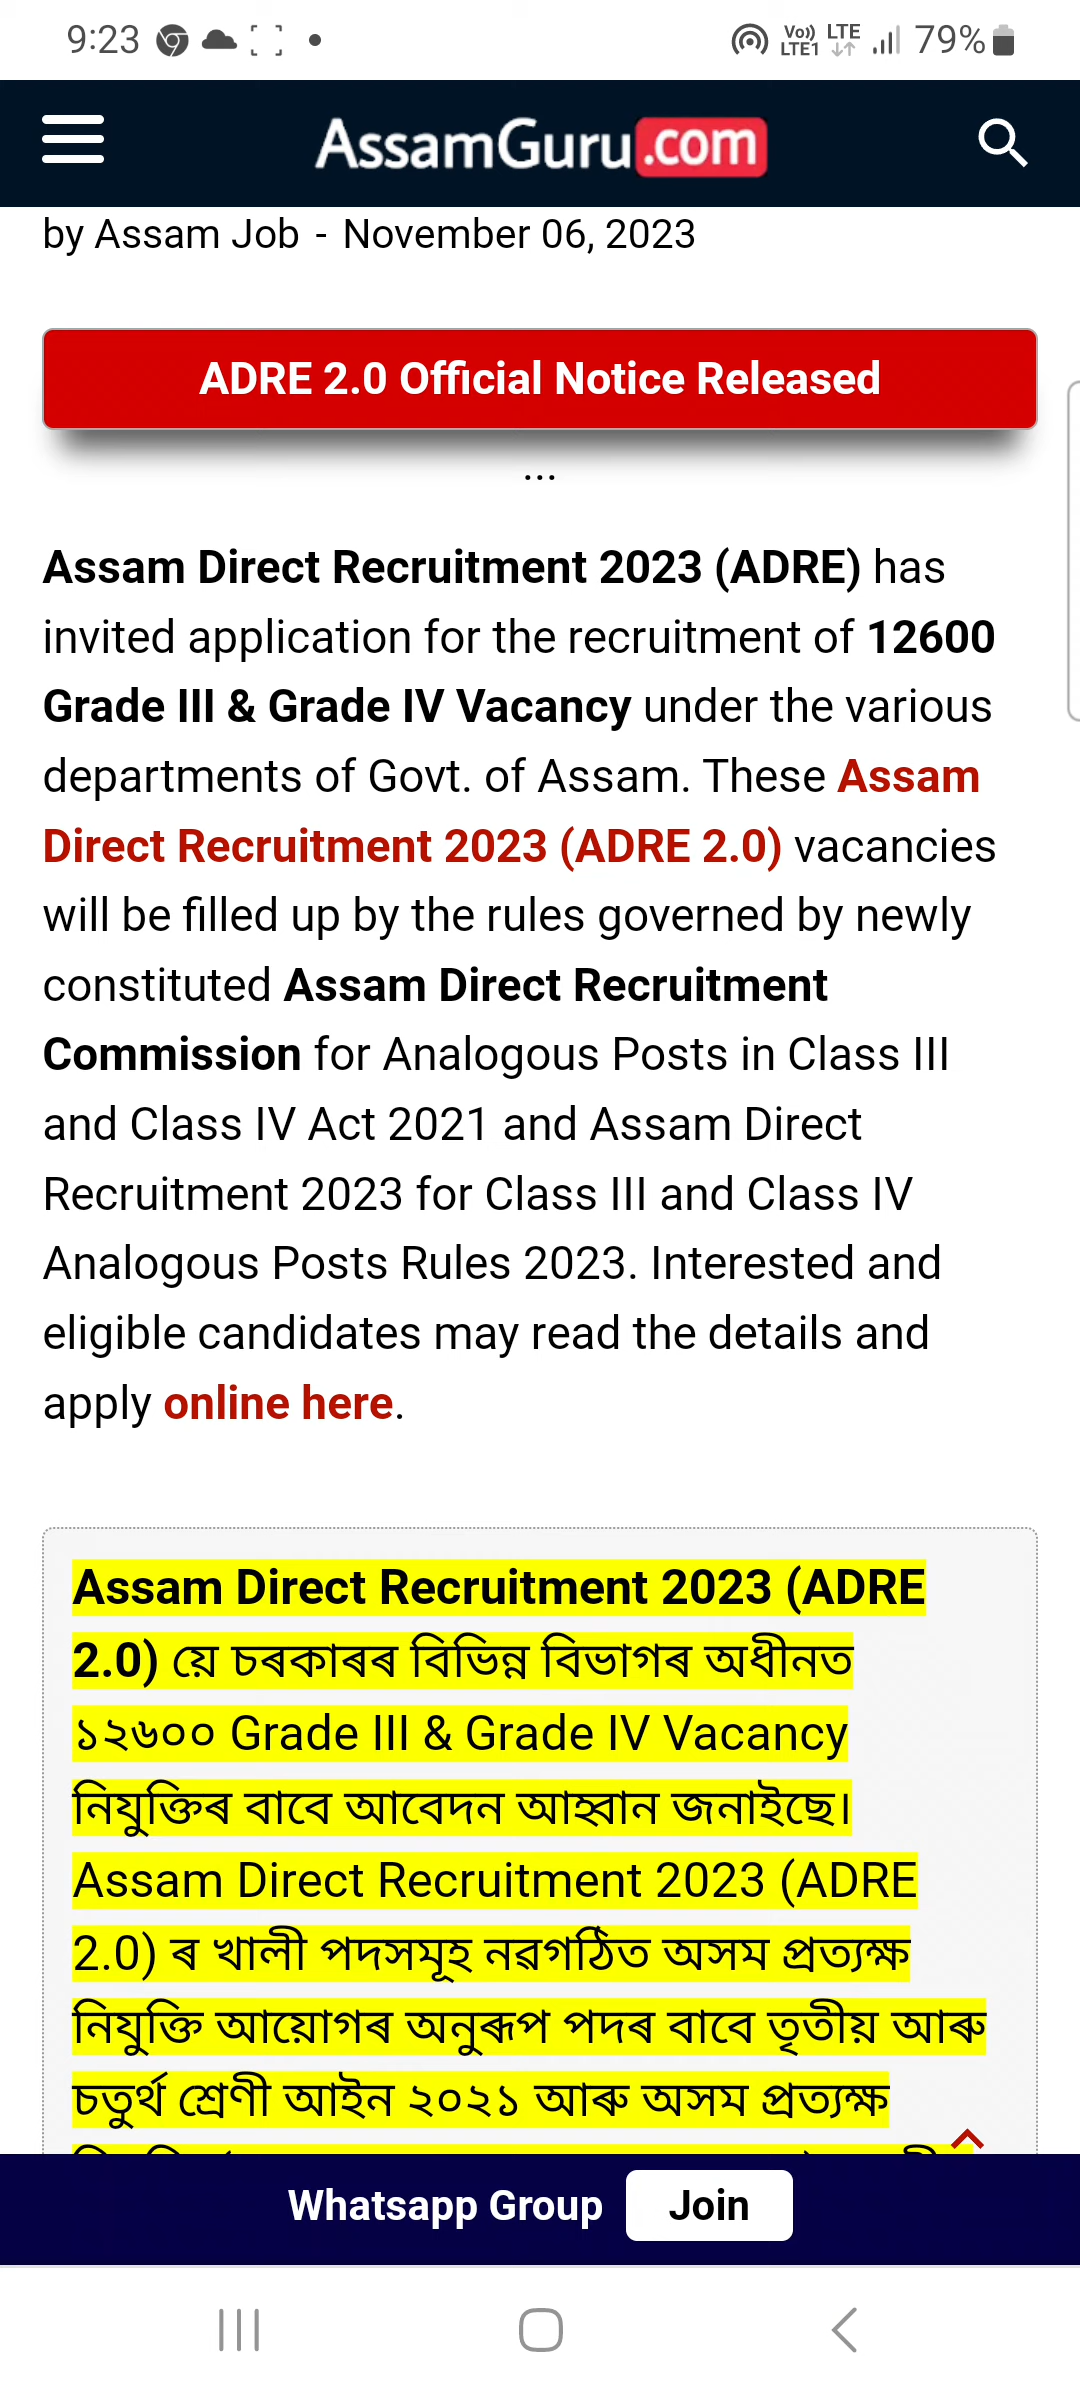 9:23
Vo)) LTE1 LTE 79%
AssamGuru.com
by Assam Job - November 06, 2023
ADRE 2.0 Official Notice Released
...
Assam Direct Recruitment 2023 (ADRE) has
invited application for the recruitment of 12600
Grade III & Grade IV Vacancy under the various
departments of Govt. of Assam. These Assam
Direct Recruitment 2023 (ADRE 2.0) vacancies
will be filled up by the rules governed by newly
constituted Assam Direct Recruitment
Commission for Analogous Posts in Class III
and Class IV Act 2021 and Assam Direct
Recruitment 2023 for Class III and Class IV
Analogous Posts Rules 2023. Interested and
eligible candidates may read the details and
apply online here.
Assam Direct Recruitment 2023 (ADRE
2.0) য়ে চৰকাৰৰ বিভিন্ন বিভাগৰ অধীনত
১২৬০০ Grade III & Grade IV Vacancy
নিযুক্তিৰ বাবে আবেদন আহ্বান জনাইছে।
Assam Direct Recruitment 2023 (ADRE
2.0) ৰ খালী পদসমূহ নৱগঠিত অসম প্ৰত্যক্ষ
নিযুক্তি আয়োগৰ অনুৰূপ পদৰ বাবে তৃতীয় আৰু
চতুৰ্থ শ্ৰেণী আইন ২০২১ আৰু অসম প্ৰত্যক্ষ
Whatsapp Group Join